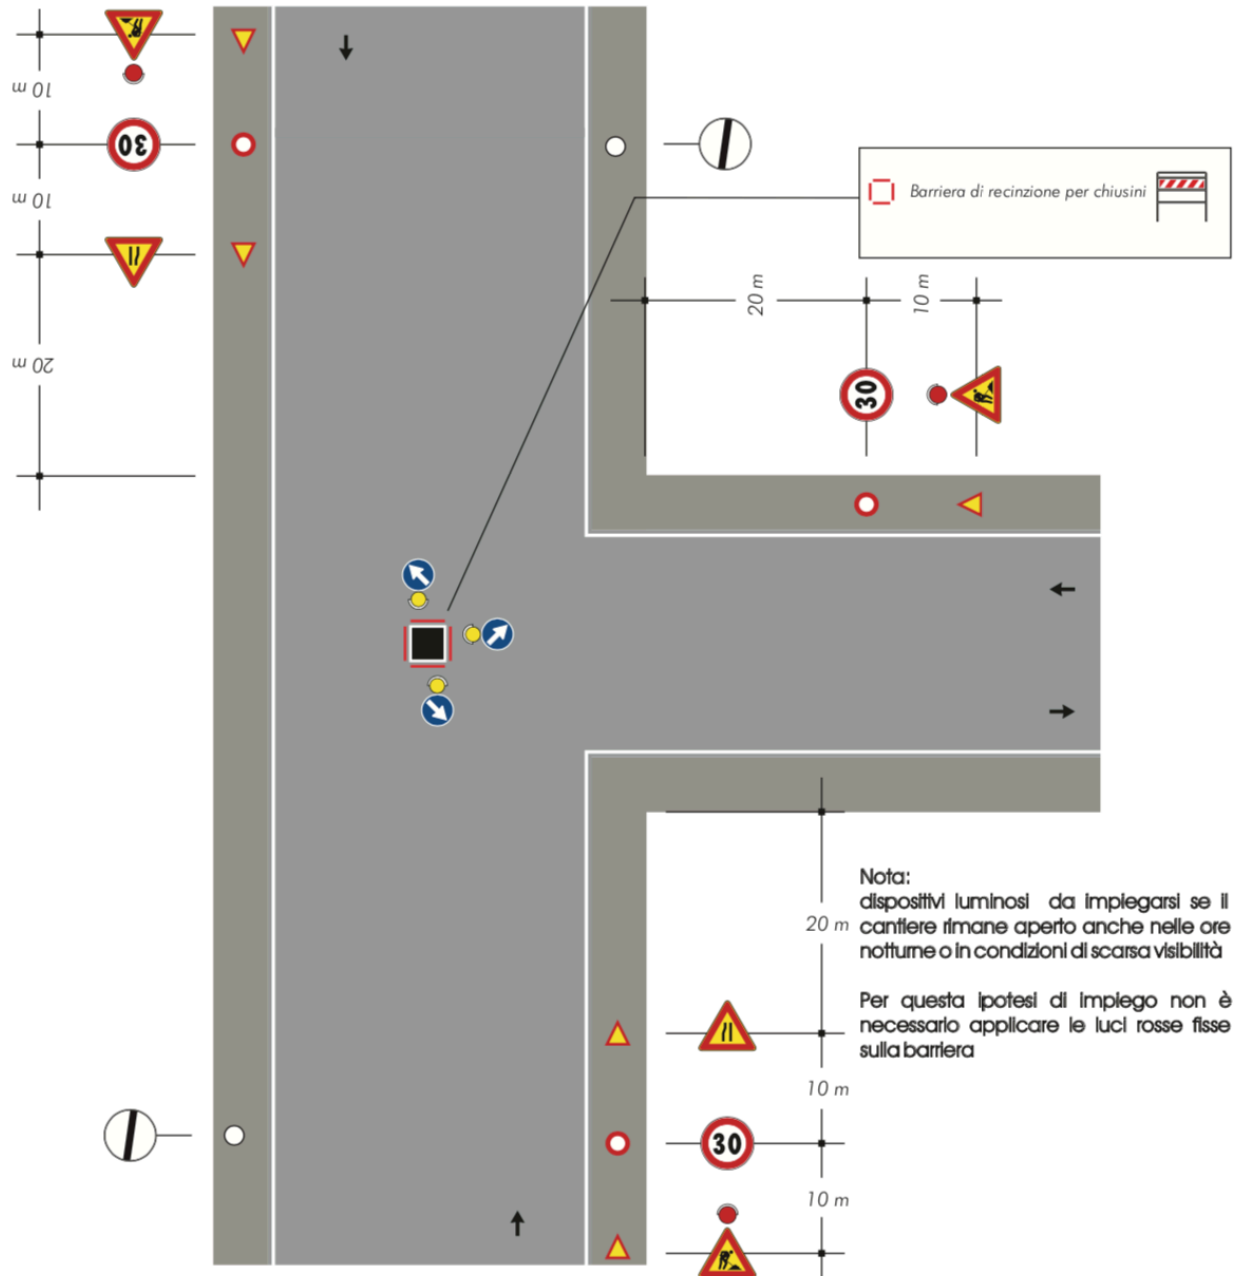 10 m
30
10 m
20 m
Barriera di recinzione per chiusini
20 m
10 m
30
Nota:
dispositivi luminosi da impiegarsi se il
cantiere rimane aperto anche nelle ore
notturne o in condizioni di scarsa visibilità
20 m
Per questa ipotesi di impiego non è
necessario applicare le luci rosse fisse
sulla barriera
10 m
30
10 m